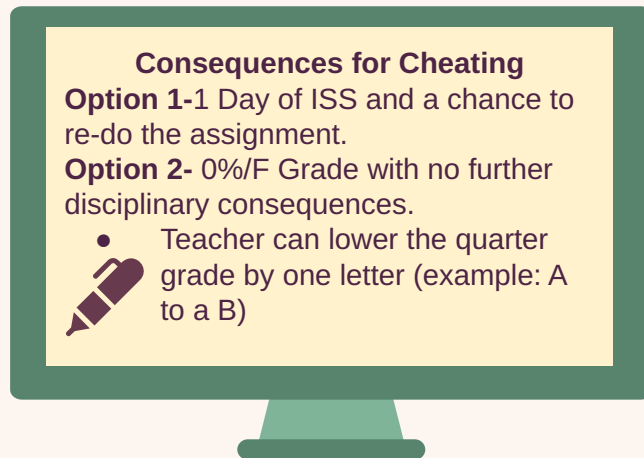 Consequences for Cheating
Option 1-1 Day of ISS and a chance to
re-do the assignment.
Option 2- 0%/F Grade with no further
disciplinary consequences.
• Teacher can lower the quarter
grade by one letter (example: A
to a B)